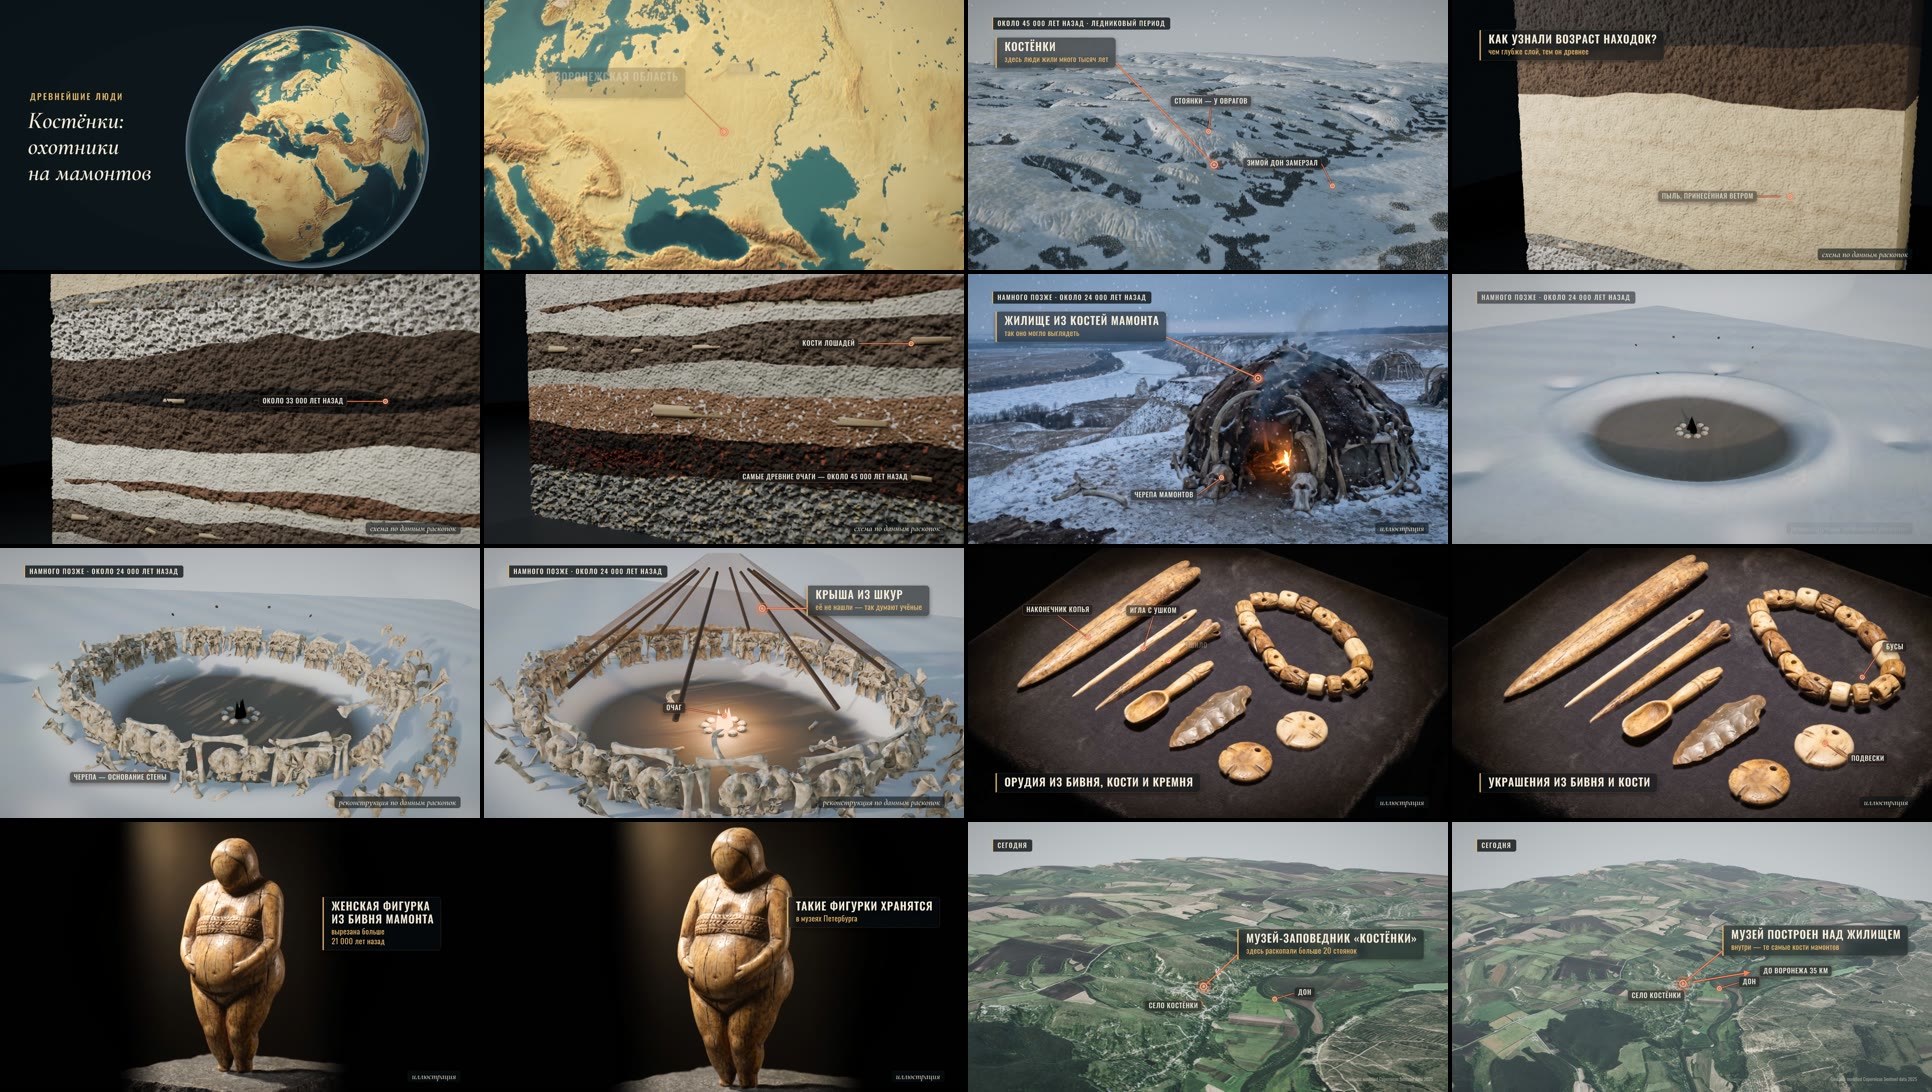 ДРЕВНЕЙШИЕ ЛЮДИ
Костёнки:
охотники
на мамонтов
ВОРОНЕЖСКАЯ ОБЛАСТЬ
ОКОЛО 45 000 ЛЕТ НАЗАД · ЛЕДНИКОВЫЙ ПЕРИОД
КОСТЁНКИ
здесь люди жили много тысяч лет
СТОЯНКИ — У ОВРАГОВ
ЗИМОЙ ДОН ЗАМЕРЗАЛ
КАК УЗНАЛИ ВОЗРАСТ НАХОДОК?
чем глубже слой, тем он древнее
ПЫЛЬ, ПРИНЕСЁННАЯ ВЕТРОМ
схема по данным раскопок
ОКОЛО 33 000 ЛЕТ НАЗАД
схема по данным раскопок
КОСТИ ЛОШАДЕЙ
САМЫЕ ДРЕВНИЕ ОЧАГИ — ОКОЛО 45 000 ЛЕТ НАЗАД
схема по данным раскопок
НАМНОГО ПОЗЖЕ · ОКОЛО 24 000 ЛЕТ НАЗАД
ЖИЛИЩЕ ИЗ КОСТЕЙ МАМОНТА
так оно могло выглядеть
ЧЕРЕПА МАМОНТОВ
иллюстрация
НАМНОГО ПОЗЖЕ · ОКОЛО 24 000 ЛЕТ НАЗАД
НАМНОГО ПОЗЖЕ · ОКОЛО 24 000 ЛЕТ НАЗАД
ЧЕРЕПА — ОСНОВАНИЕ СТЕНЫ
реконструкция по данным раскопок
НАМНОГО ПОЗЖЕ · ОКОЛО 24 000 ЛЕТ НАЗАД
КРЫША ИЗ ШКУР
её не нашли — так думают учёные
ОЧАГ
реконструкция по данным раскопок
НАКОНЕЧНИК КОПЬЯ
ИГЛА С УШКОМ
ОРУДИЯ ИЗ БИВНЯ, КОСТИ И КРЕМНЯ
иллюстрация
БУСЫ
ПОДВЕСКИ
УКРАШЕНИЯ ИЗ БИВНЯ И КОСТИ
иллюстрация
ЖЕНСКАЯ ФИГУРКА
ИЗ БИВНЯ МАМОНТА
вырезана больше
21 000 лет назад
иллюстрация
ТАКИЕ ФИГУРКИ ХРАНЯТСЯ
в музеях Петербурга
иллюстрация
СЕГОДНЯ
МУЗЕЙ-ЗАПОВЕДНИК «КОСТЁНКИ»
здесь раскопали больше 20 стоянок
ДОН
СЕЛО КОСТЁНКИ
СЕГОДНЯ
МУЗЕЙ ПОСТРОЕН НАД ЖИЛИЩЕМ
внутри — те самые кости мамонтов
ДО ВОРОНЕЖА 35 КМ
ДОН
СЕЛО КОСТЁНКИ